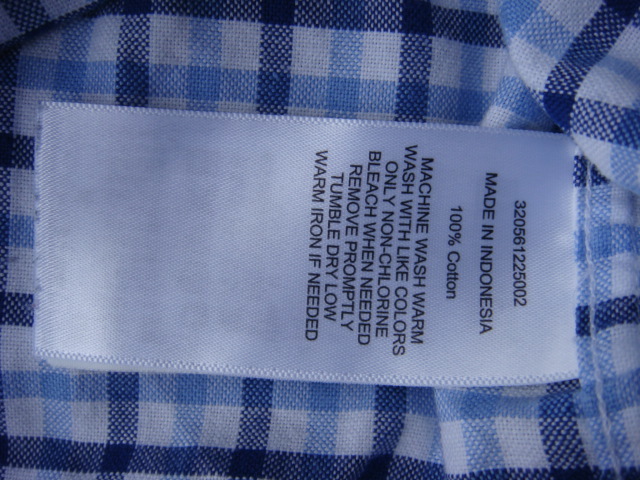 320561225002
MADE IN INDONESIA
100% Cotton
MACHINE WASH WARM
WASH WITH LIKE COLORS
ONLY NON-CHLORINE
BLEACH WHEN NEEDED
REMOVE PROMPTLY
TUMBLE DRY LOW
WARM IRON IF NEEDED